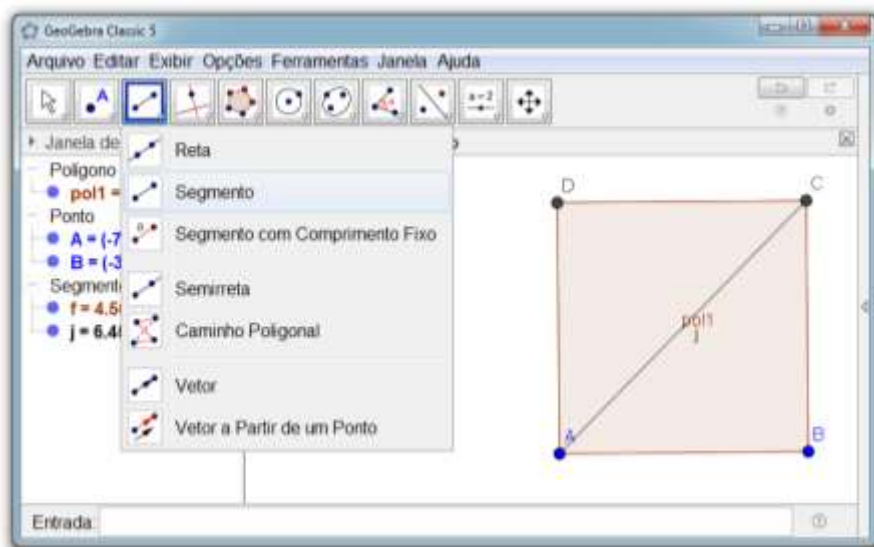 GeoGebra Classic 5
Arquivo Editar Exibir Opções Ferramentas Janela Ajuda
A
a=2
Janela de
Polígono
pol1 =
Ponto
A = (-7
B = (-3
Segmento
f = 4.5
j = 6.4
Reta
Segmento
Segmento com Comprimento Fixo
Semirreta
Caminho Poligonal
Vetor
Vetor a Partir de um Ponto
D
C
pol1
j
A
B
Entrada: